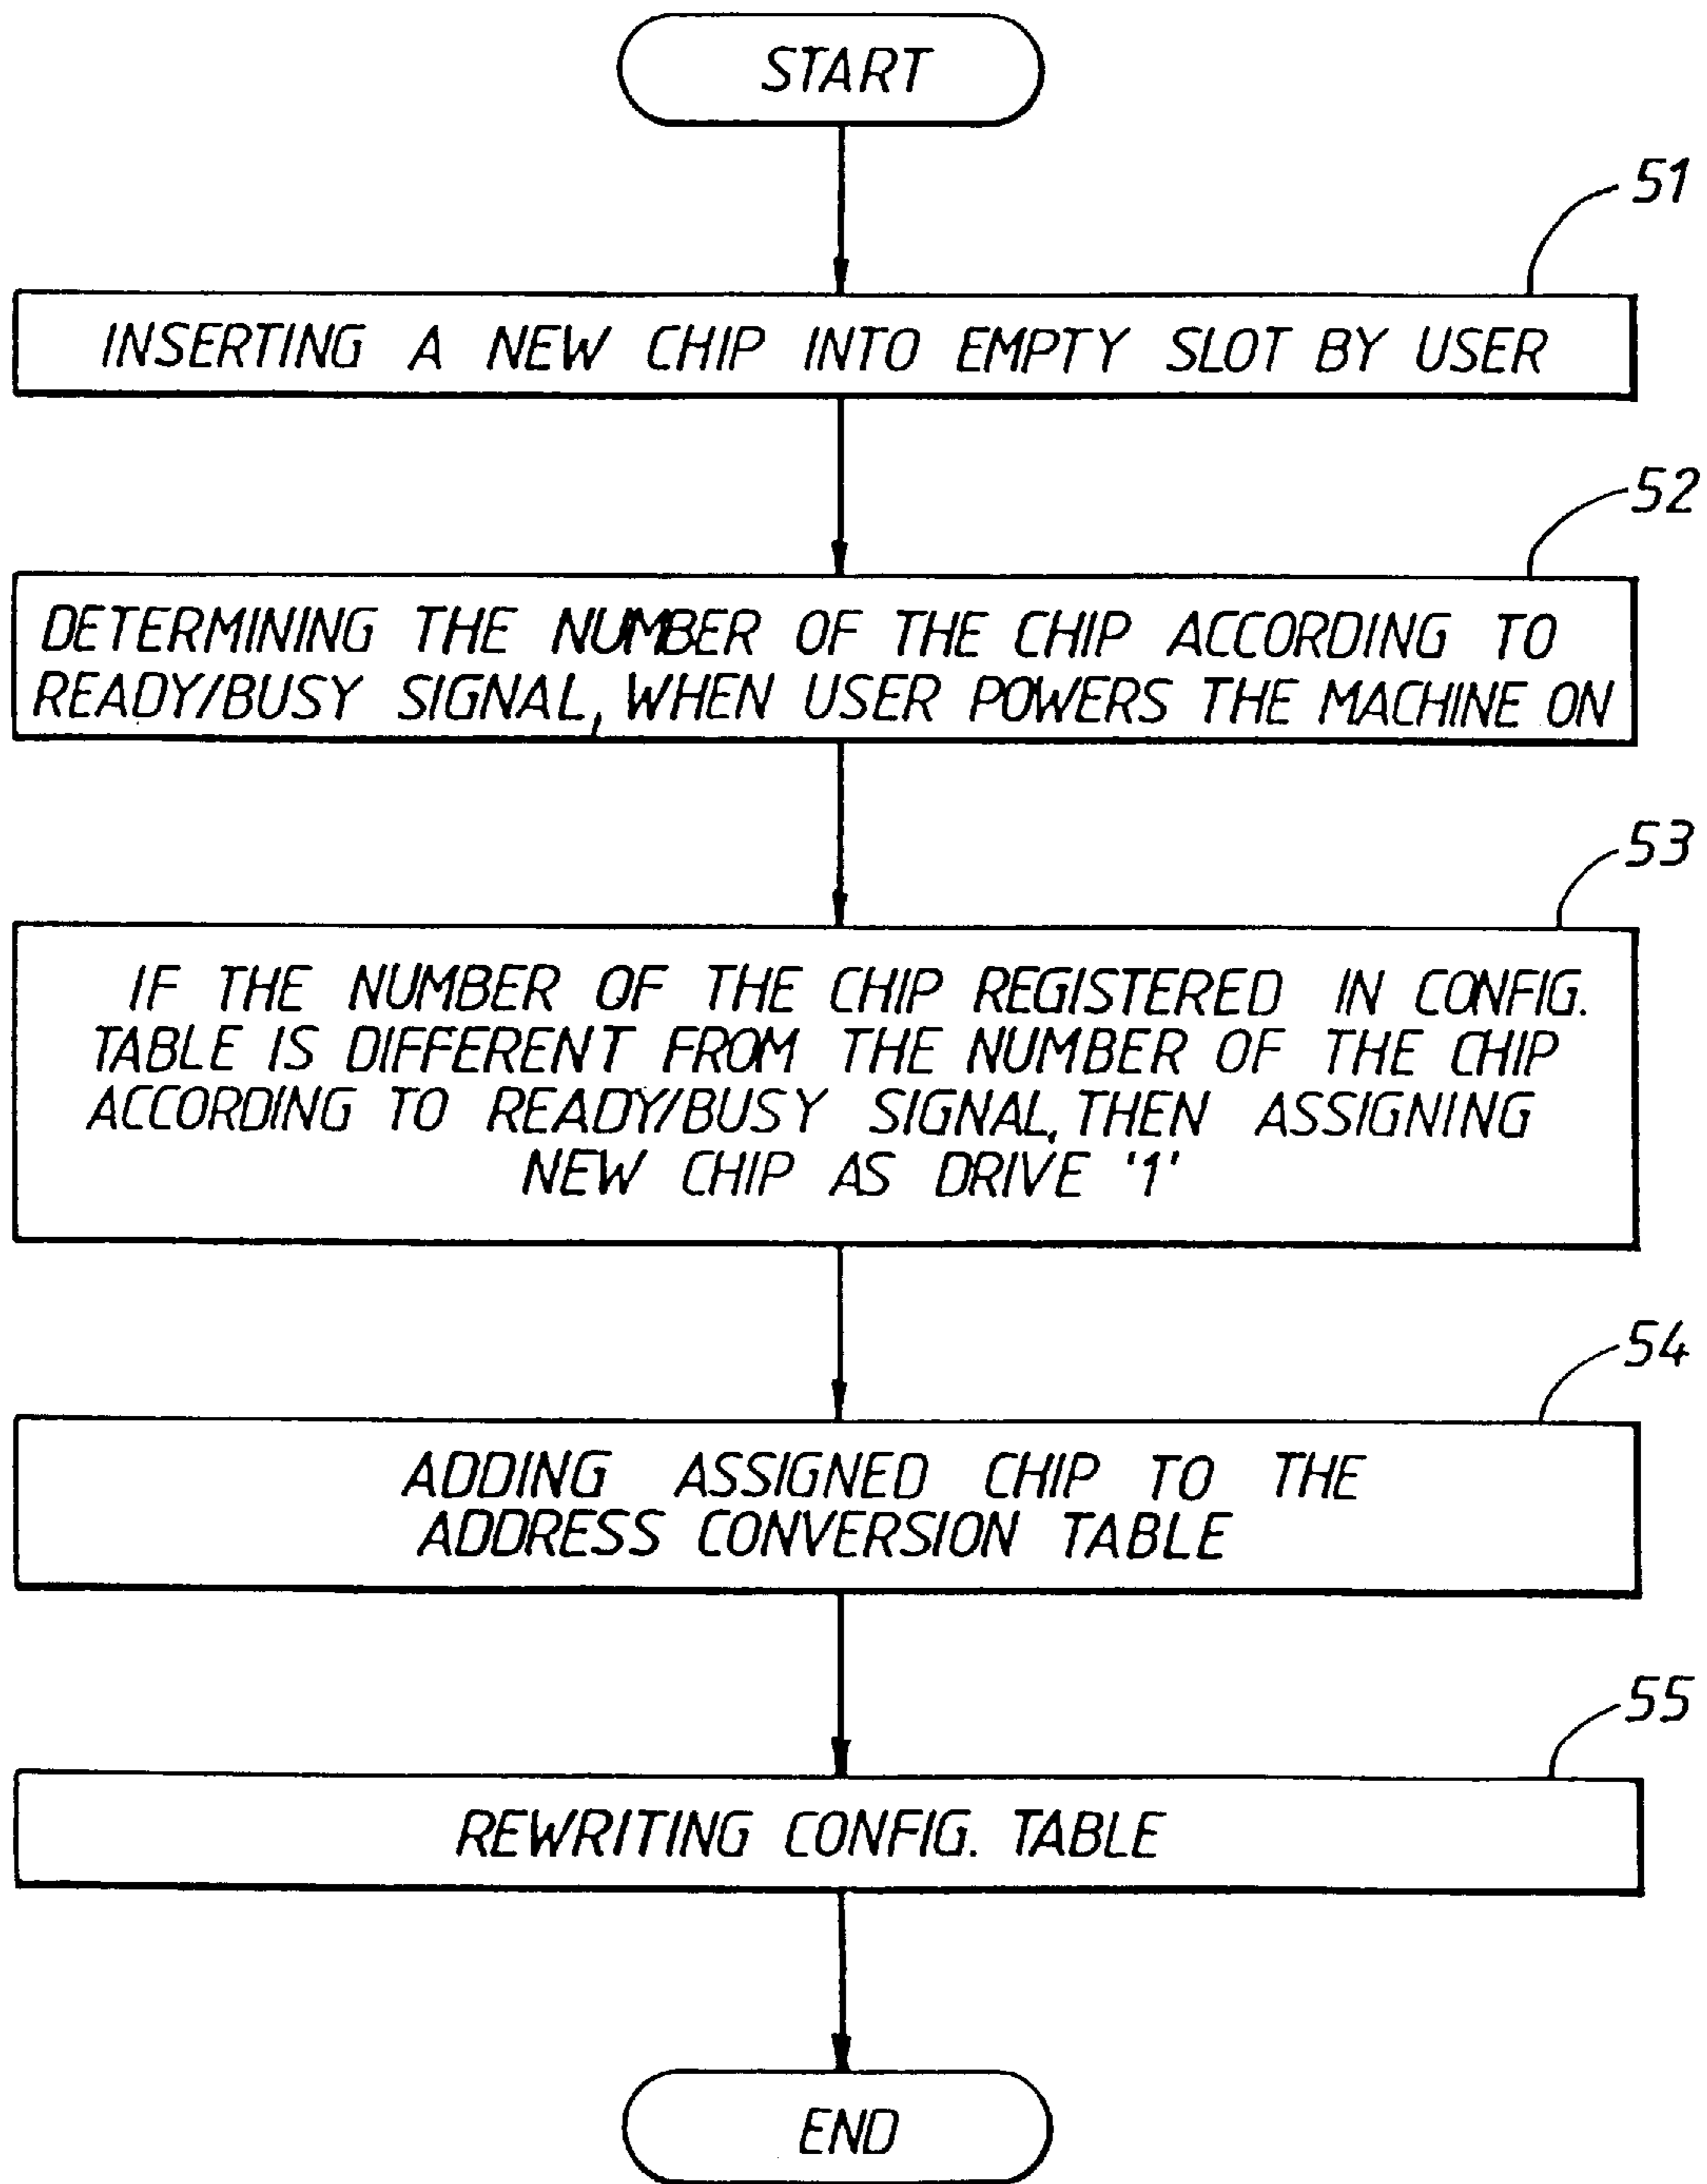 START
51
INSERTING A NEW CHIP INTO EMPTY SLOT BY USER
52
DETERMINING THE NUMBER OF THE CHIP ACCORDING TO
READY/BUSY SIGNAL, WHEN USER POWERS THE MACHINE ON
53
IF THE NUMBER OF THE CHIP REGISTERED IN CONFIG.
TABLE IS DIFFERENT FROM THE NUMBER OF THE CHIP
ACCORDING TO READY/BUSY SIGNAL, THEN ASSIGNING
NEW CHIP AS DRIVE '1'
54
ADDING ASSIGNED CHIP TO THE
ADDRESS CONVERSION TABLE
55
REWRITING CONFIG. TABLE
END